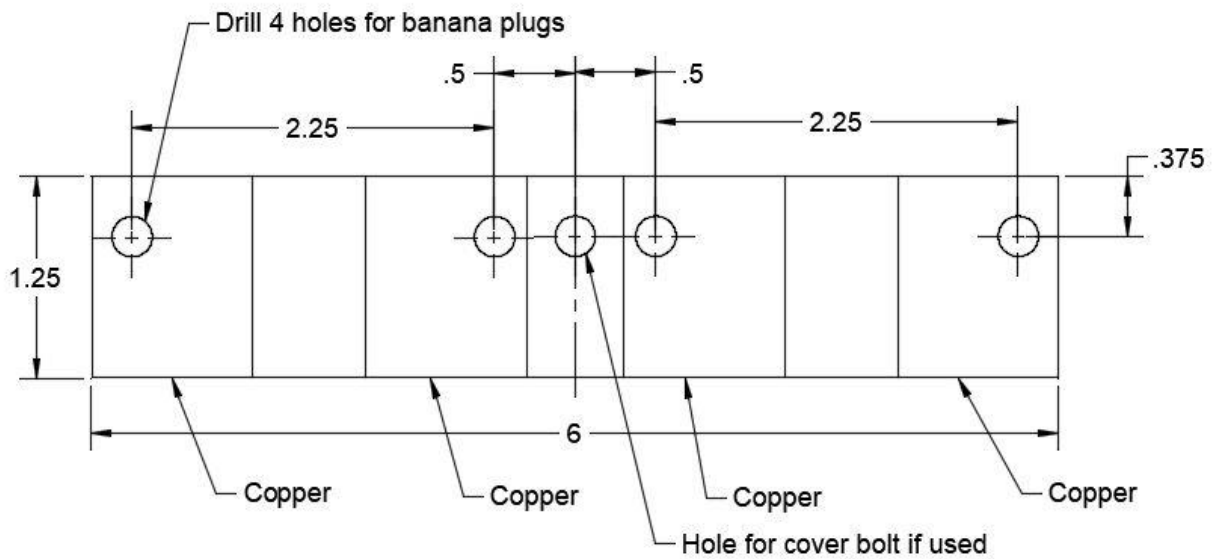 Drill 4 holes for banana plugs
.5
.5
2.25
2.25
.375
1.25
6
Copper
Copper
Copper
Copper
Hole for cover bolt if used